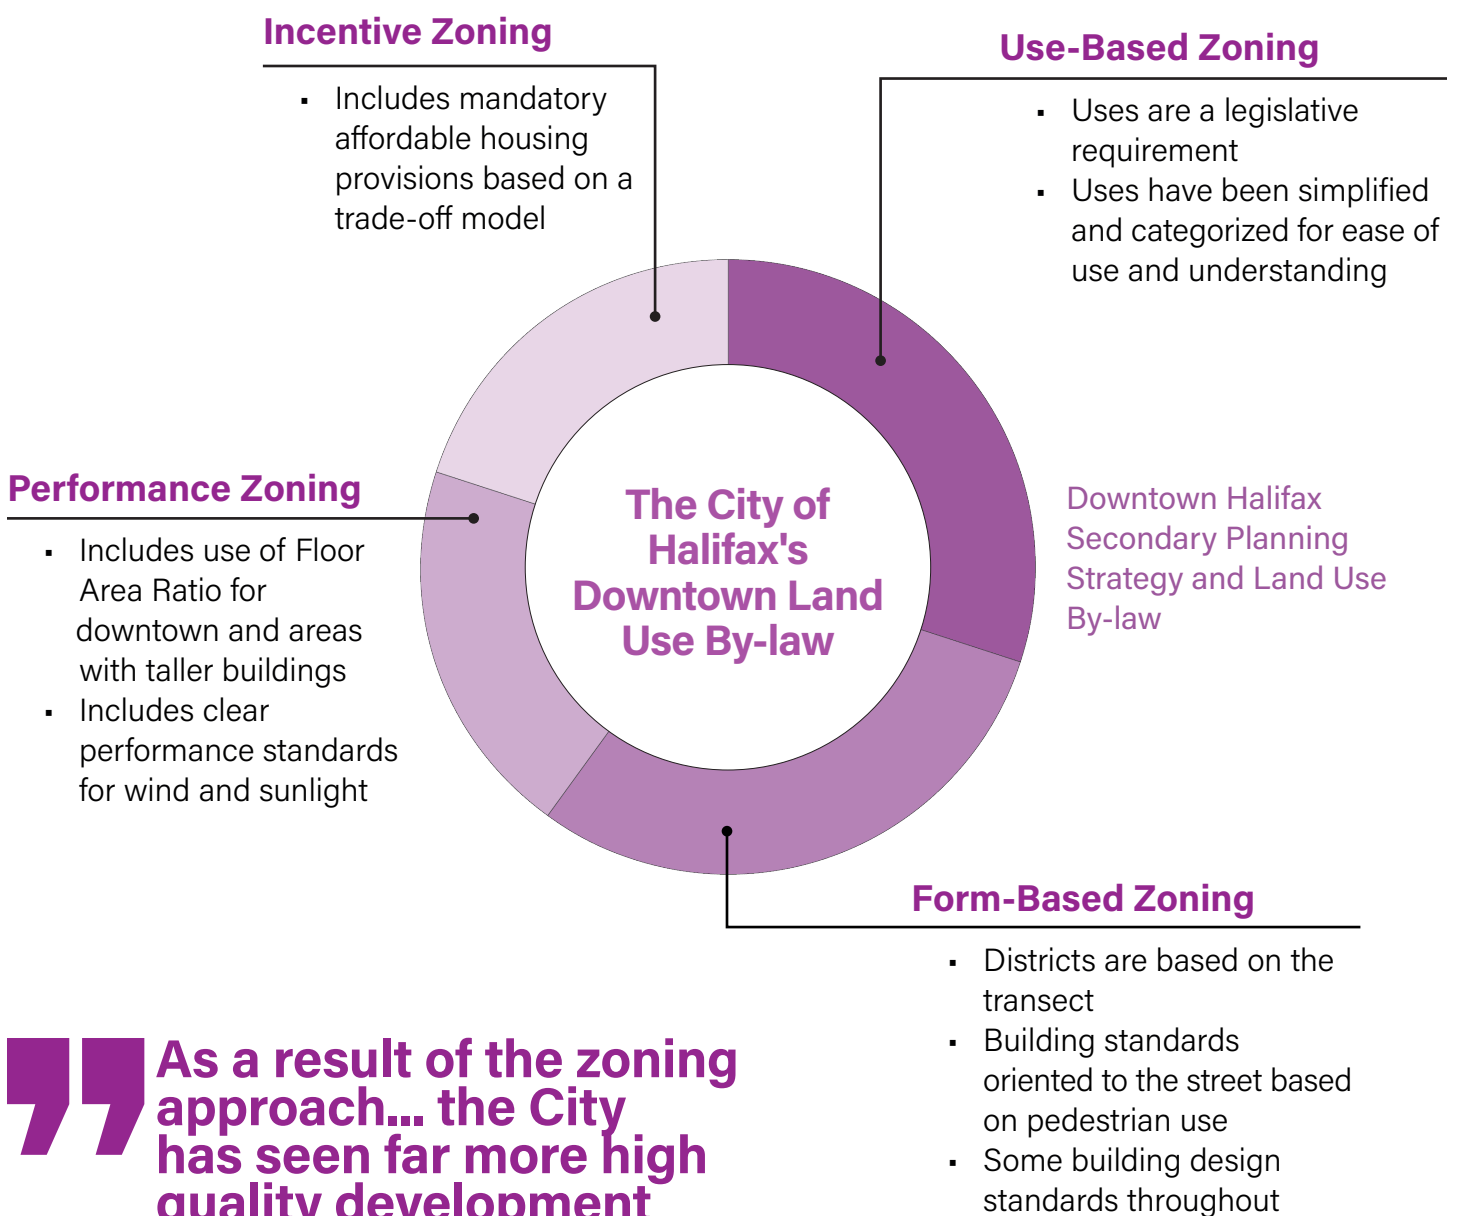 Incentive Zoning
▪ Includes mandatory
affordable housing
provisions based on a
trade-off model
Use-Based Zoning
▪ Uses are a legislative
requirement
▪ Uses have been simplified
and categorized for ease of
use and understanding
Performance Zoning
▪ Includes use of Floor
Area Ratio for
downtown and areas
with taller buildings
▪ Includes clear
performance standards
for wind and sunlight
The City of
Halifax's
Downtown Land
Use By-law
Downtown Halifax
Secondary Planning
Strategy and Land Use
By-law
Form-Based Zoning
▪ Districts are based on the
transect
▪ Building standards
oriented to the street based
on pedestrian use
▪ Some building design
standards throughout
” As a result of the zoning
approach... the City
has seen far more high
quality development